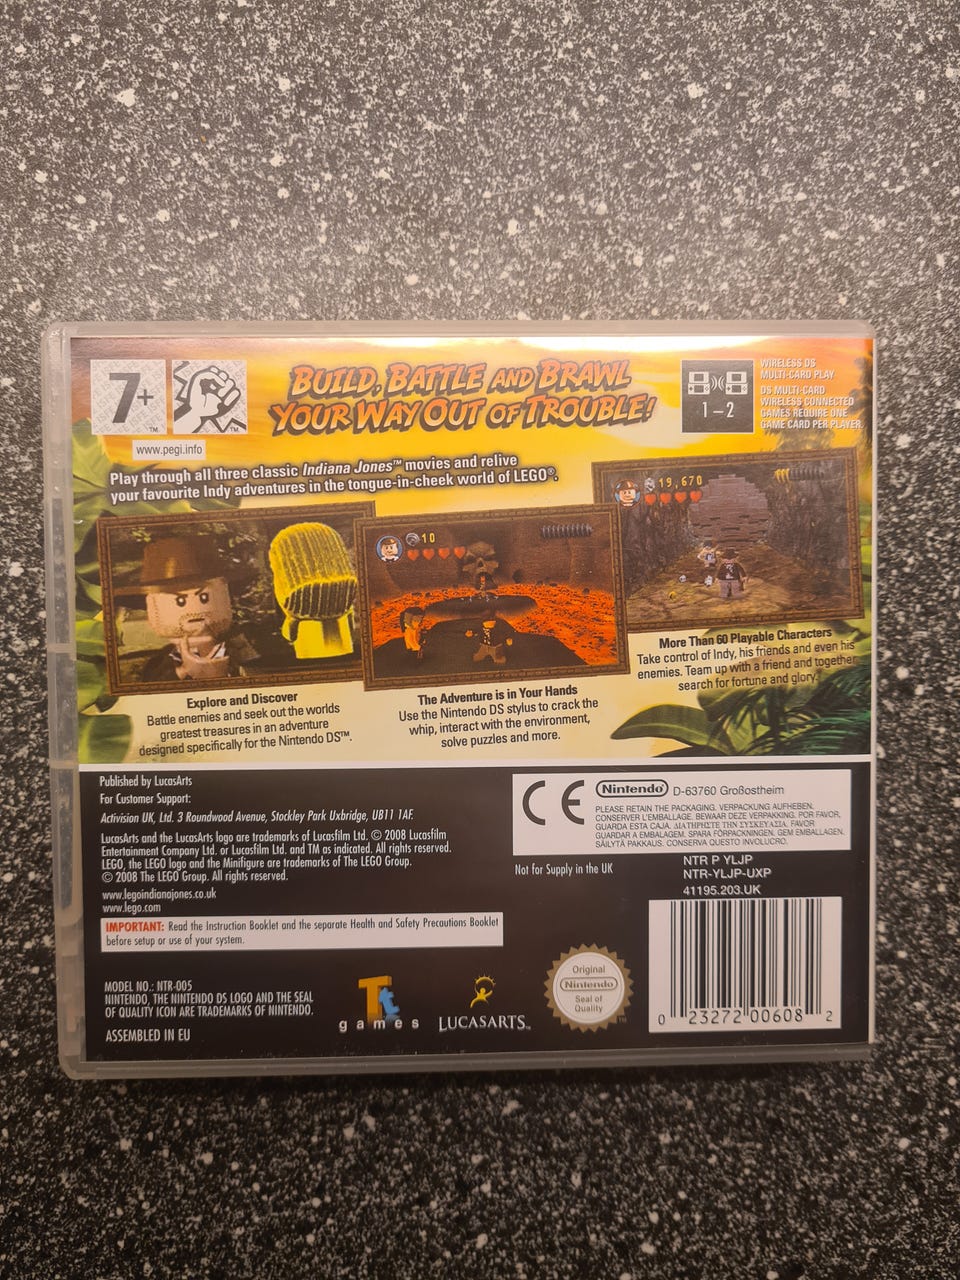 7+
TM
TM
www.pegi.info
BUILD, BATTLE AND BRAWL
YOUR WAY OUT OF TROUBLE!
1-2
WIRELESS DS
MULTI-CARD PLAY
DS MULTI-CARD
WIRELESS CONNECTED
GAMES REQUIRE ONE
GAME CARD PER PLAYER.
Play through all three classic Indiana Jones™ movies and relive
your favourite Indy adventures in the tongue-in-cheek world of LEGO®.
10
19,670
Explore and Discover
Battle enemies and seek out the worlds
greatest treasures in an adventure
designed specifically for the Nintendo DS™.
The Adventure is in Your Hands
Use the Nintendo DS stylus to crack the
whip, interact with the environment,
solve puzzles and more.
More Than 60 Playable Characters
Take control of Indy, his friends and even his
enemies. Team up with a friend and together
search for fortune and glory.
Published by LucasArts
For Customer Support:
Activision UK, Ltd. 3 Roundwood Avenue, Stockley Park Uxbridge, UB11 1AF.
LucasArts and the LucasArts logo are trademarks of Lucasfilm Ltd. © 2008 Lucasfilm
Entertainment Company Ltd. or Lucasfilm Ltd. and TM as indicated. All rights reserved.
LEGO, the LEGO logo and the Minifigure are trademarks of The LEGO Group.
© 2008 The LEGO Group. All rights reserved.
www.legoindianajones.co.uk
www.lego.com
IMPORTANT: Read the Instruction Booklet and the separate Health and Safety Precautions Booklet
before setup or use of your system.
MODEL NO.: NTR-005
NINTENDO, THE NINTENDO DS LOGO AND THE SEAL
OF QUALITY ICON ARE TRADEMARKS OF NINTENDO.
ASSEMBLED IN EU
Tt
games
LUCASARTS™
Original
Nintendo
Seal of
Quality
TM
CE
Nintendo D-63760 Großostheim
PLEASE RETAIN THE PACKAGING. VERPACKUNG AUFHEBEN.
CONSERVER L'EMBALLAGE. BEWAAR DEZE VERPAKKING. POR FAVOR,
GUARDA ESTA CAJA. ΔΙΑΤΗΡΗΣΤΕ ΤΗΝ ΣΥΣΚΕΥΑΣΙΑ. FAVOR
GUARDAR A EMBALAGEM. SPARA FÖRPACKNINGEN. GEM EMBALLAGEN.
SÄILYTÄ PAKKAUS. CONSERVA QUESTO INVOLUCRO.
Not for Supply in the UK
NTR P YLJP
NTR-YLJP-UXP
41195.203.UK
0 23272 00608 2